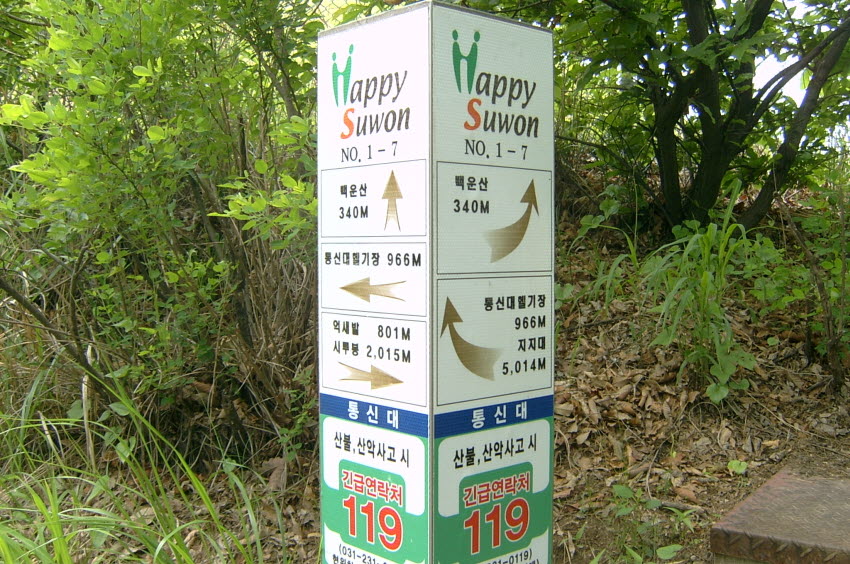 Happy
Suwon
NO. 1-7
백운산
340M
통신대헬기장 966M
억새밭 801M
시루봉 2,015M
통신대
산불, 산악사고 시
긴급연락처
119
(031-231-
Happy
Suwon
NO. 1-7
백운산
340M
통신대헬기장
966M
지지대
5,014M
통신대
산불, 산악사고 시
긴급연락처
119
0119)